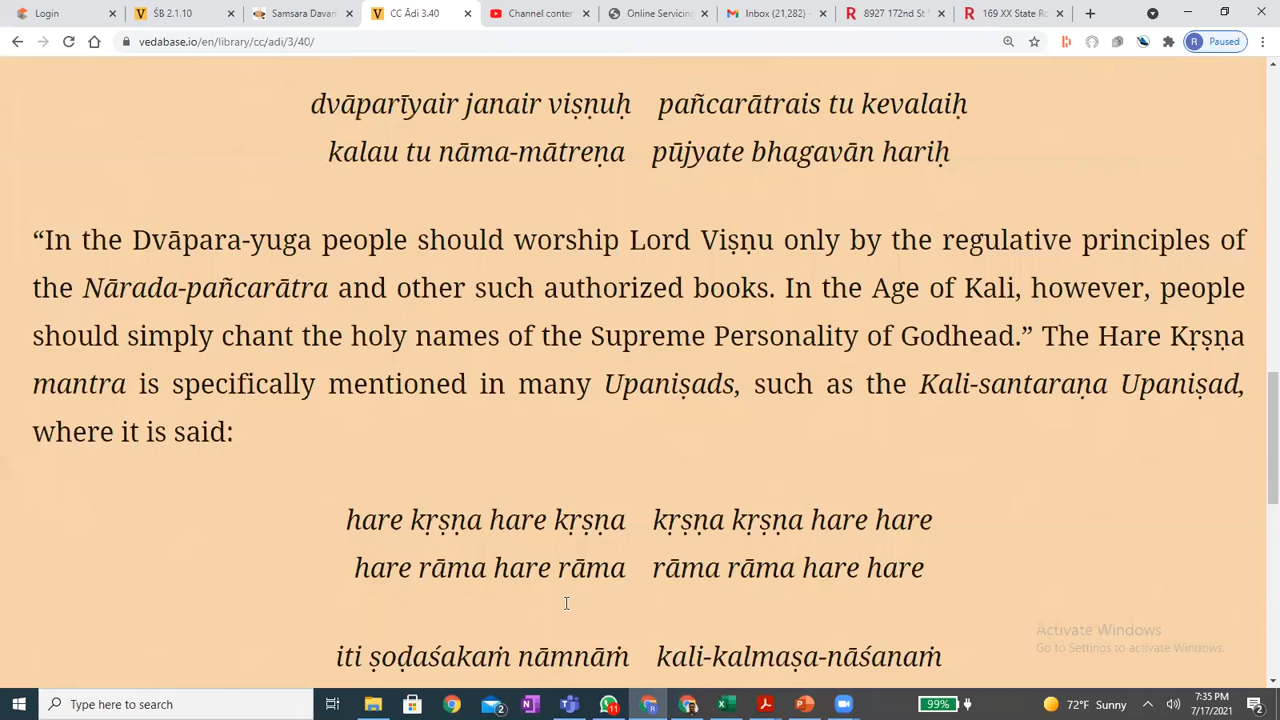 Login
ŚB 2.1.10
Samsara Davan
CC Ādi 3.40
Channel conter
Online Servicing
Inbox (21,282)
8927 172nd St
169 XX State Ro
vedabase.io/en/library/cc/adi/3/40/
R Paused
dvāparīyair janair viṣṇuḥ pañcarātrais tu kevalaiḥ
kalau tu nāma-mātreṇa pūjyate bhagavān hariḥ
“In the Dvāpara-yuga people should worship Lord Viṣṇu only by the regulative principles of
the Nārada-pañcarātra and other such authorized books. In the Age of Kali, however, people
should simply chant the holy names of the Supreme Personality of Godhead.” The Hare Kṛṣṇa
mantra is specifically mentioned in many Upaniṣads, such as the Kali-santaraṇa Upaniṣad,
where it is said:
hare kṛṣṇa hare kṛṣṇa kṛṣṇa kṛṣṇa hare hare
hare rāma hare rāma rāma rāma hare hare
iti ṣoḍaśakaṁ nāmnāṁ kali-kalmaṣa-nāśanaṁ
Activate Windows
Go to Settings to activate Windows.
Type here to search
2
11
99%
72°F Sunny
7:35 PM
7/17/2021
2